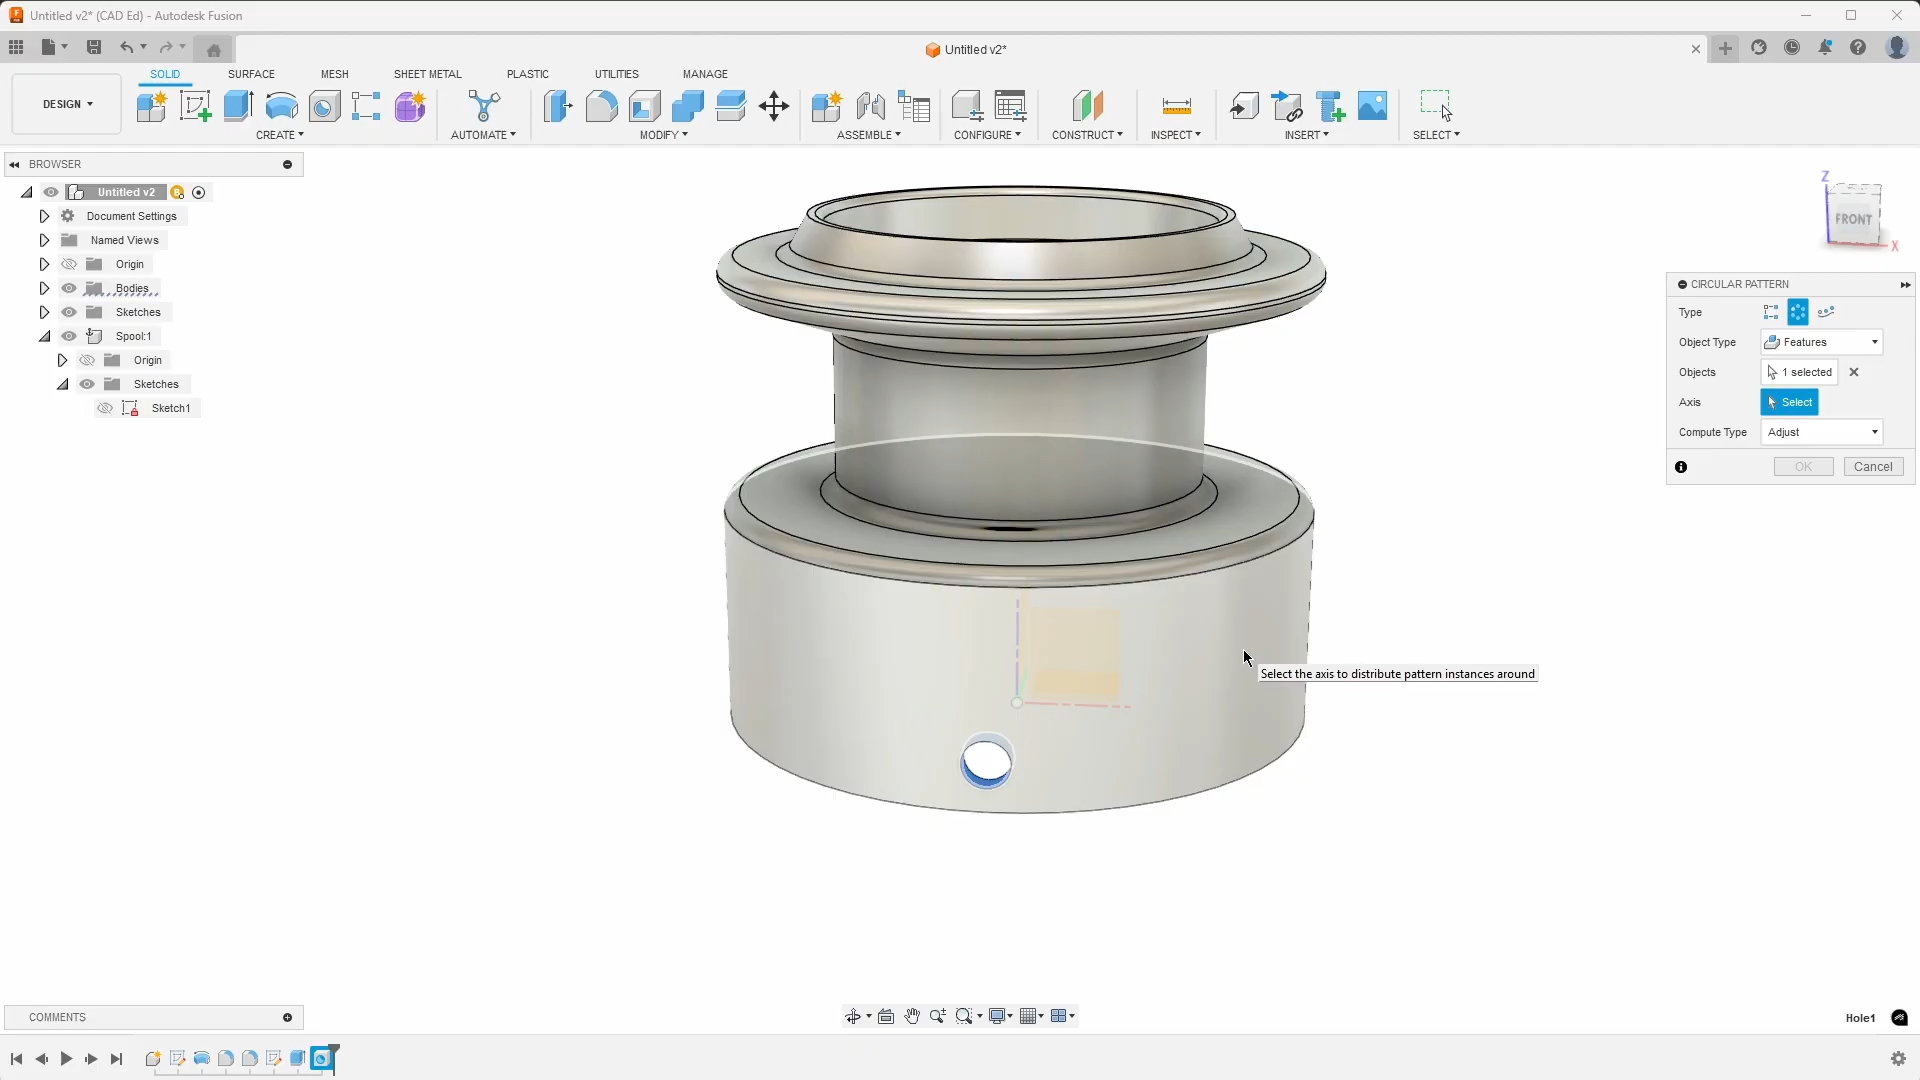 Untitled v2* (CAD Ed) - Autodesk Fusion
Untitled v2*
SOLID SURFACE MESH SHEET METAL PLASTIC UTILITIES MANAGE
DESIGN
CREATE AUTOMATE MODIFY ASSEMBLE CONFIGURE CONSTRUCT INSPECT INSERT SELECT
BROWSER
Untitled v2
Document Settings
Named Views
Origin
Bodies
Sketches
Spool:1
Origin
Sketches
Sketch1
Z
FRONT
X
CIRCULAR PATTERN
Type
Object Type Features
Objects 1 selected
Axis Select
Compute Type Adjust
OK Cancel
Select the axis to distribute pattern instances around
COMMENTS
Hole1